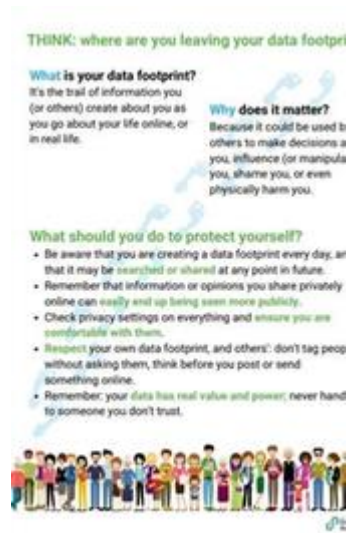 THINK: where are you leaving your data footpri
What is your data footprint?
It's the trail of information you
(or others) create about you as
you go about your life online, or
in real life.
Why does it matter?
Because it could be used b
others to make decisions a
you, influence (or manipula
you, shame you, or even
physically harm you.
What should you do to protect yourself?
• Be aware that you are creating a data footprint every day, an
that it may be searched or shared at any point in future.
• Remember that information or opinions you share privately
online can easily end up being seen more publicly.
• Check privacy settings on everything and ensure you are
comfortable with them.
• Respect your own data footprint, and others': don't tag peop
without asking them, think before you post or send
something online.
• Remember: your data has real value and power; never hand
to someone you don't trust.